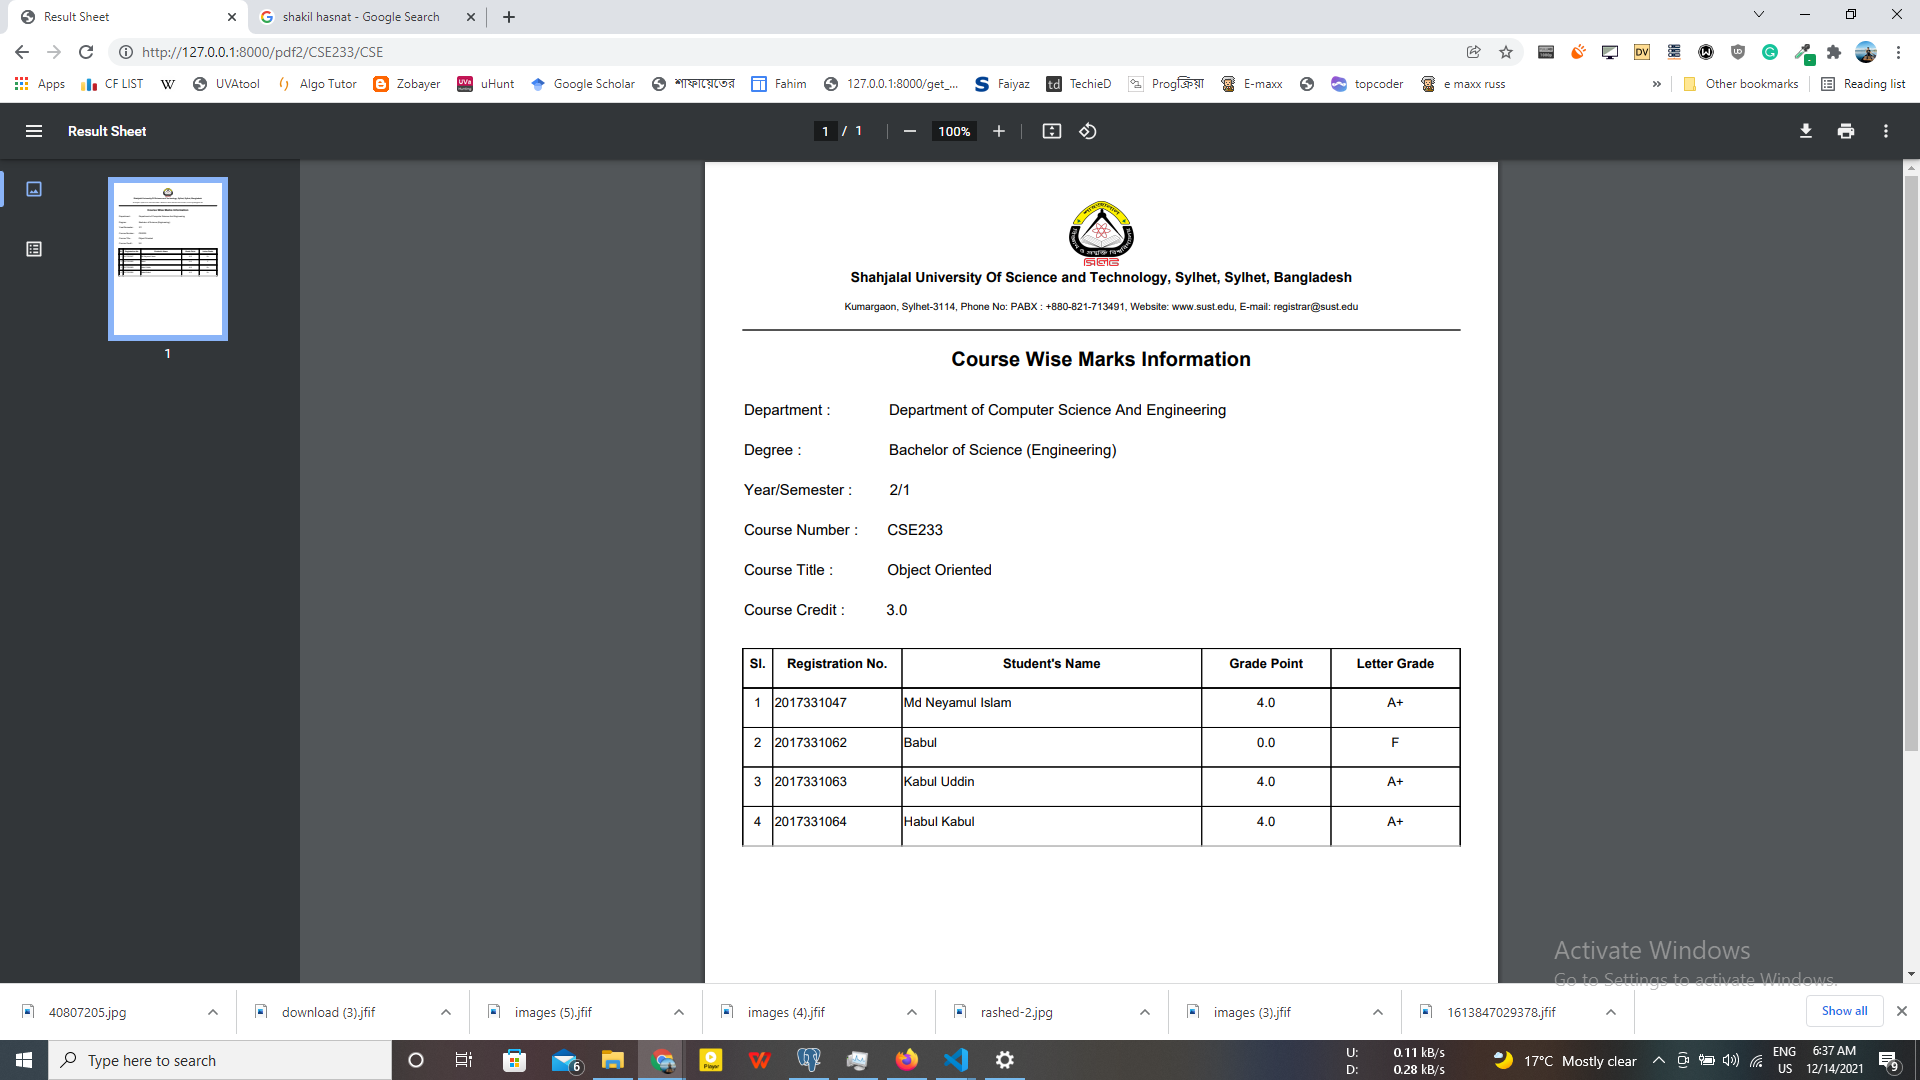 Result Sheet
shakil hasnat - Google Search
http://127.0.0.1:8000/pdf2/CSE233/CSE
Apps
CF LIST
W
UVAtool
Algo Tutor
Zobayer
uHunt
Google Scholar
শাফায়েতের
Fahim
127.0.0.1:8000/get_...
Faiyaz
td TechieD
Progক্রিয়া
E-maxx
topcoder
e maxx russ
»
Other bookmarks
Reading list
Result Sheet
1 / 1
100%
1
Shahjalal University Of Science and Technology, Sylhet, Sylhet, Bangladesh
Kumargaon, Sylhet-3114, Phone No: PABX : +880-821-713491, Website: www.sust.edu, E-mail: registrar@sust.edu
Course Wise Marks Information
Department : Department of Computer Science And Engineering
Degree : Bachelor of Science (Engineering)
Year/Semester : 2/1
Course Number : CSE233
Course Title : Object Oriented
Course Credit : 3.0
Sl. Registration No. Student's Name Grade Point Letter Grade
1 2017331047 Md Neyamul Islam 4.0 A+
2 2017331062 Babul 0.0 F
3 2017331063 Kabul Uddin 4.0 A+
4 2017331064 Habul Kabul 4.0 A+
Activate Windows
Go to Settings to activate Windows.
40807205.jpg
download (3).jfif
images (5).jfif
images (4).jfif
rashed-2.jpg
images (3).jfif
1613847029378.jfif
Show all
Type here to search
6
Player
U: 0.11 kB/s
D: 0.28 kB/s
17°C Mostly clear
ENG
US
6:37 AM
12/14/2021
9